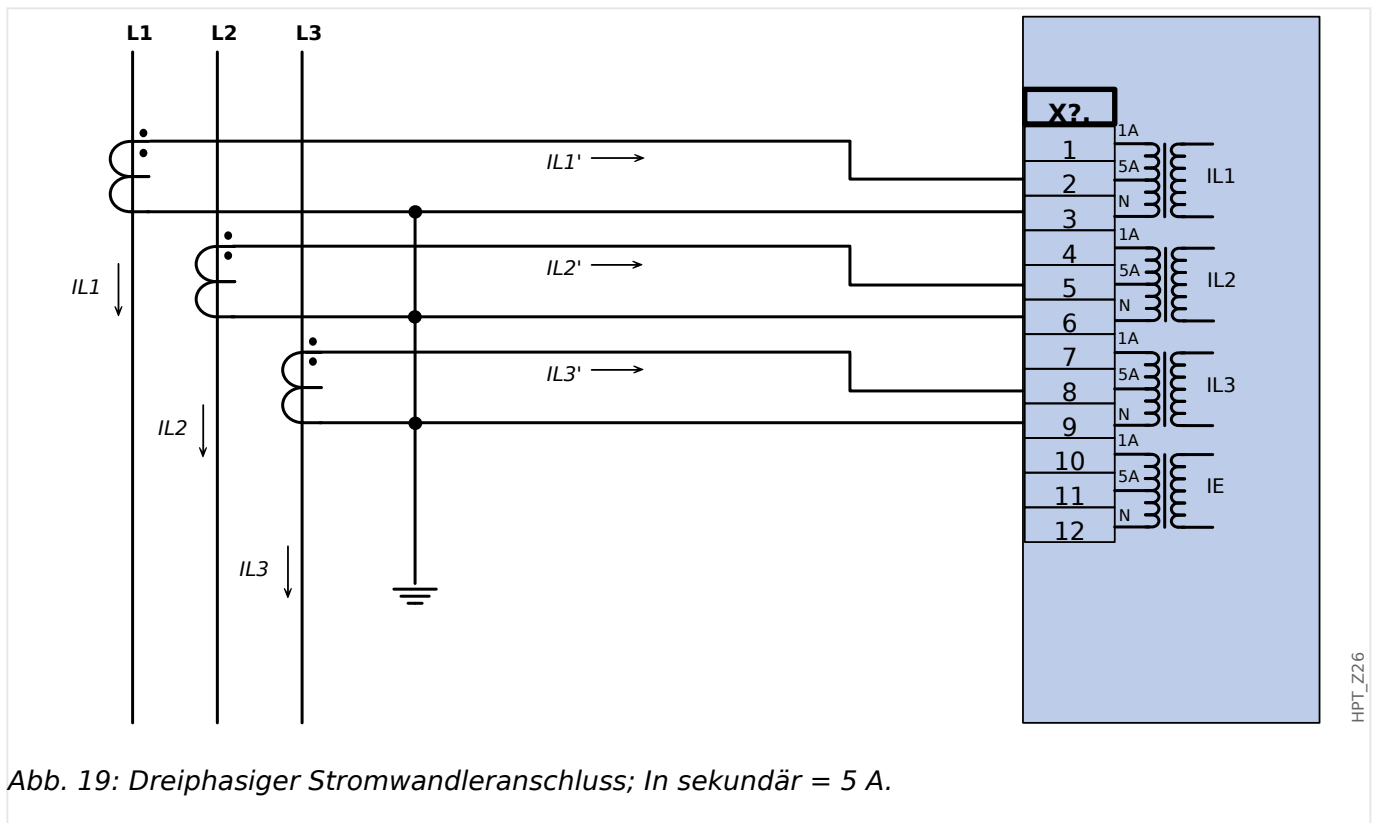 L1 L2 L3
X?.
1A
1
IL1'
5A
IL1
2
N
3
1A
4
IL2'
5A
IL1
IL2
5
N
6
1A
7
IL3'
5A
IL3
8
N
IL2
9
1A
10
5A
IE
11
N
12
IL3
HPT_Z26
Abb. 19: Dreiphasiger Stromwandleranschluss; In sekundär = 5 A.